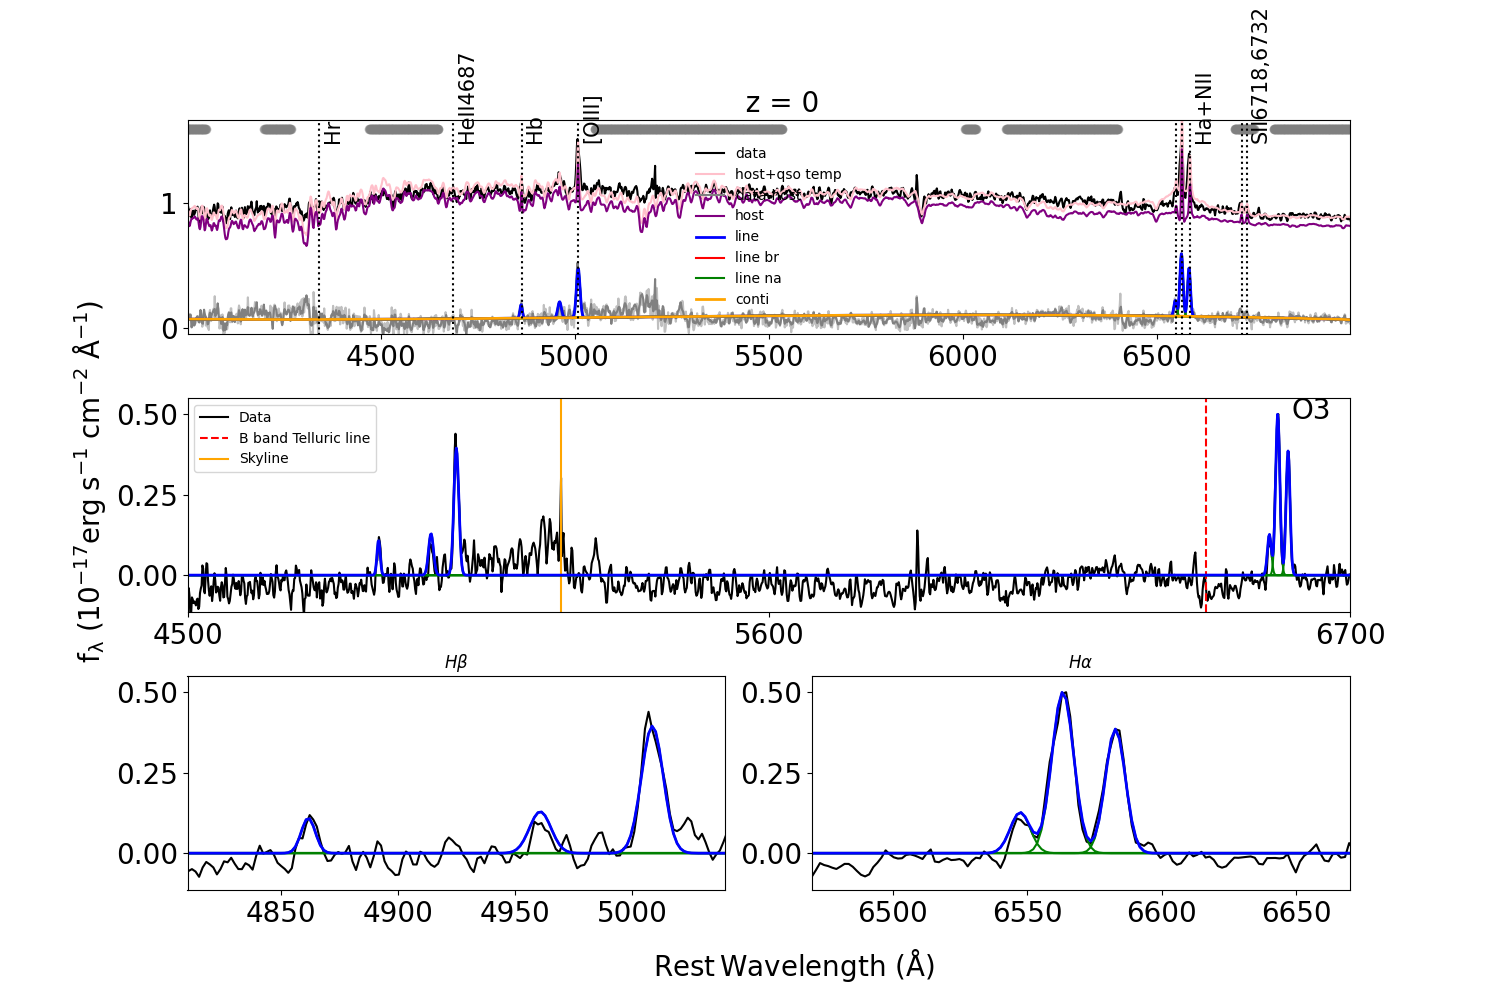 z = 0
Hr
HeII4687
Hb
[OIII]
Ha+NII
SII6718,6732
data
host+qso temp
host
line
line br
line na
conti
1
0
4500 5000 5500 6000 6500
f_λ (10⁻¹⁷erg s⁻¹ cm⁻² Å⁻¹)
Data
B band Telluric line
Skyline
O3
0.50
0.25
0.00
4500 5600 6700
Hβ
0.50
0.25
0.00
4850 4900 4950 5000
Hα
0.50
0.25
0.00
6500 6550 6600 6650
Rest Wavelength (Å)